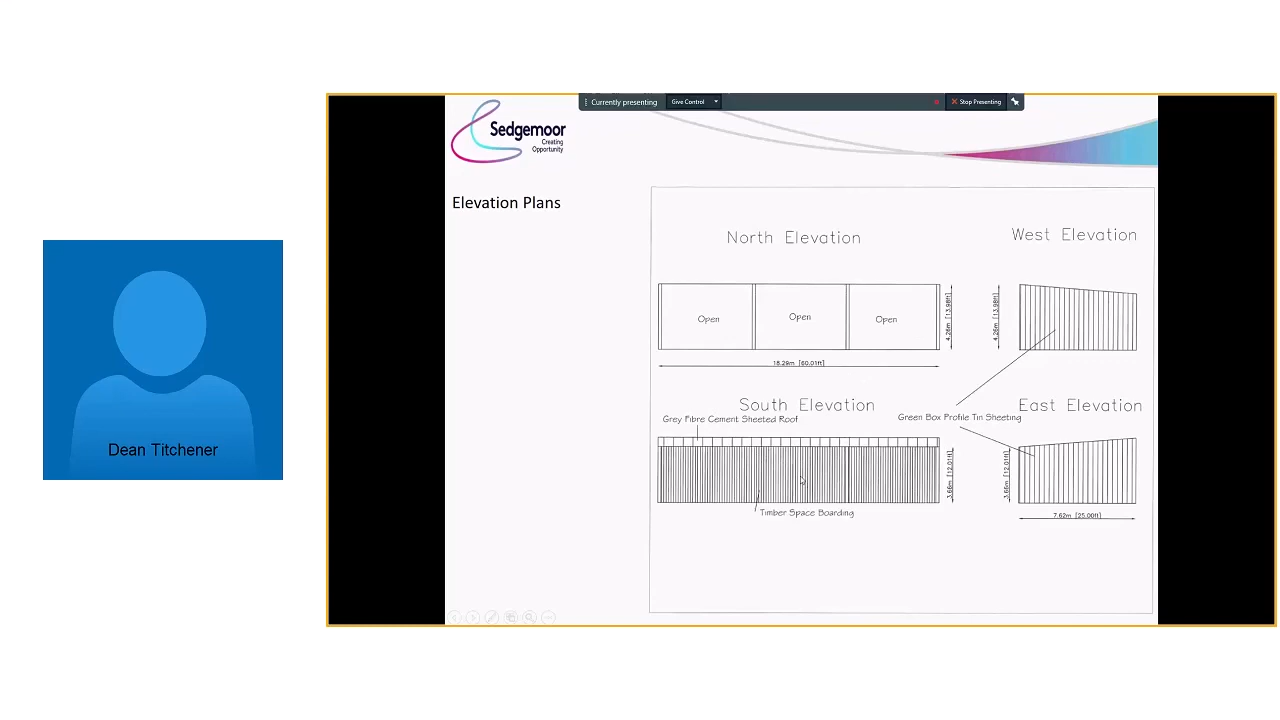 Currently presenting
Give Control
Stop Presenting
Sedgemoor
Creating
Opportunity
Elevation Plans
North Elevation
West Elevation
Open
Open
Open
4.26m [13.98ft]
4.26m [13.98ft]
18.29m [60.01ft]
South Elevation
East Elevation
Grey Fibre Cement Sheeted Roof
Green Box Profile Tin Sheeting
3.66m [12.01ft]
3.66m [12.01ft]
Timber Space Boarding
7.62m [25.00ft]
Dean Titchener